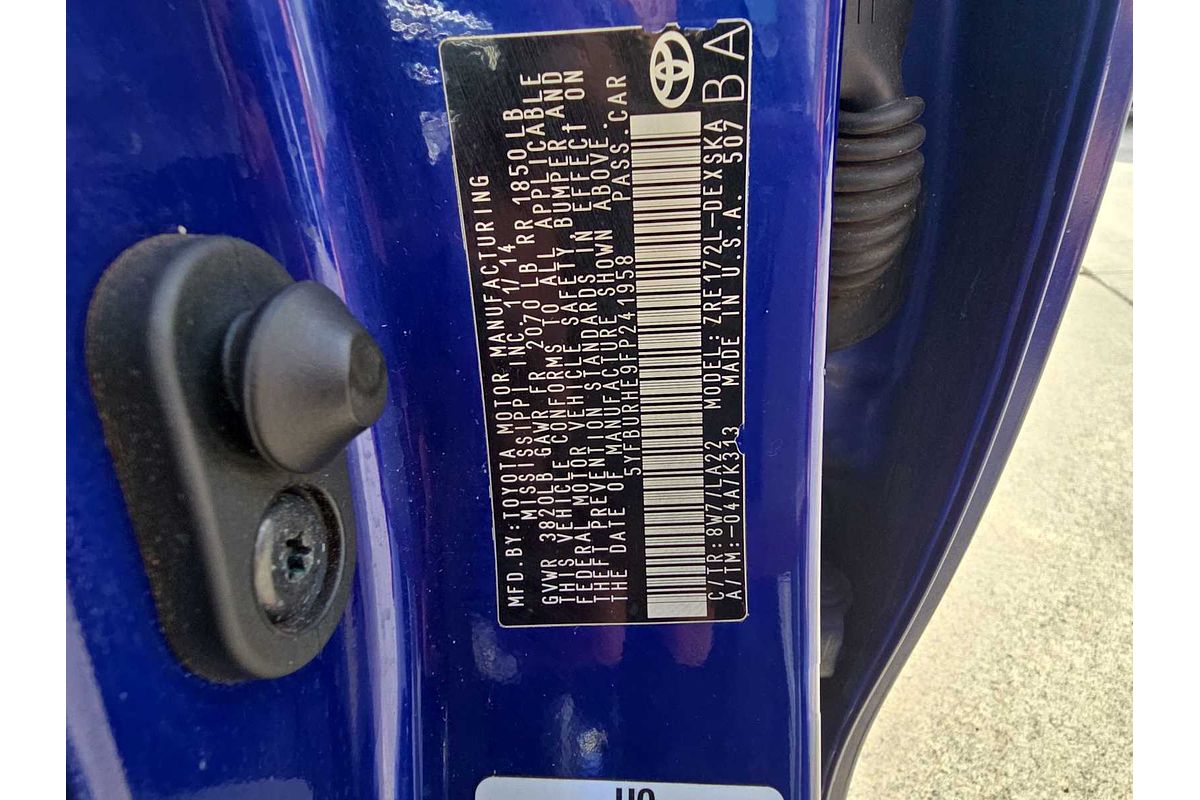 MFD.BY:TOYOTA MOTOR MANUFACTURING
MISSISSIPPI INC. 11/14
GVWR 3820LB GAWR FR 2070 LB RR 1850LB
THIS VEHICLE CONFORMS TO ALL APPLICABLE
FEDERAL MOTOR VEHICLE SAFETY, BUMPER AND
THEFT PREVENTION STANDARDS IN EFFECT ON
THE DATE OF MANUFACTURE SHOWN ABOVE.
5YFBURHE9FP241958 PASS.CAR
C/TR:8W7/LA22 MODEL:ZRE172L-DEXSKA
A/TM:-04A/K313 MADE IN U.S.A. 507
BA